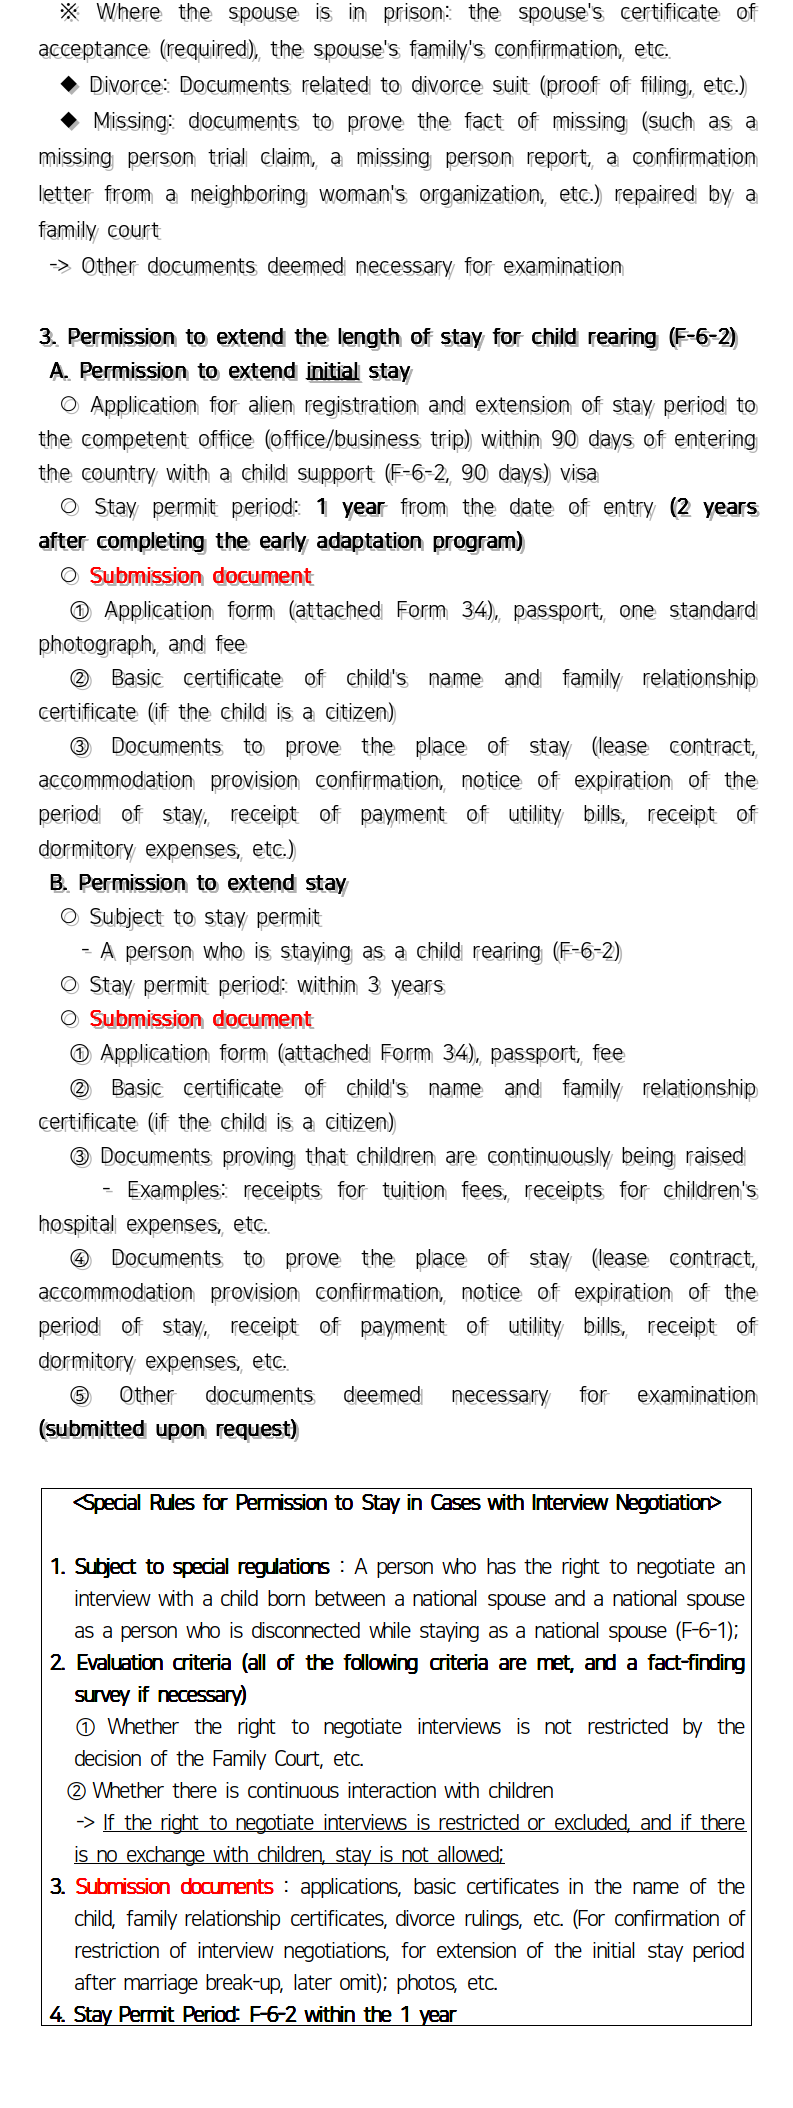 ※ Where the spouse is in prison: the spouse's certificate of
acceptance (required), the spouse's family's confirmation, etc.
◆ Divorce: Documents related to divorce suit (proof of filing, etc.)
◆ Missing: documents to prove the fact of missing (such as a
missing person trial claim, a missing person report, a confirmation
letter from a neighboring woman's organization, etc.) repaired by a
family court
-> Other documents deemed necessary for examination
3. Permission to extend the length of stay for child rearing (F-6-2)
A. Permission to extend initial stay
○ Application for alien registration and extension of stay period to
the competent office (office/business trip) within 90 days of entering
the country with a child support (F-6-2, 90 days) visa
○ Stay permit period: 1 year from the date of entry (2 years
after completing the early adaptation program)
○ Submission document
① Application form (attached Form 34), passport, one standard
photograph, and fee
② Basic certificate of child's name and family relationship
certificate (if the child is a citizen)
③ Documents to prove the place of stay (lease contract,
accommodation provision confirmation, notice of expiration of the
period of stay, receipt of payment of utility bills, receipt of
dormitory expenses, etc.)
B. Permission to extend stay
○ Subject to stay permit
- A person who is staying as a child rearing (F-6-2)
○ Stay permit period: within 3 years
○ Submission document
① Application form (attached Form 34), passport, fee
② Basic certificate of child's name and family relationship
certificate (if the child is a citizen)
③ Documents proving that children are continuously being raised
- Examples: receipts for tuition fees, receipts for children's
hospital expenses, etc.
④ Documents to prove the place of stay (lease contract,
accommodation provision confirmation, notice of expiration of the
period of stay, receipt of payment of utility bills, receipt of
dormitory expenses, etc.
⑤ Other documents deemed necessary for examination
(submitted upon request)
<Special Rules for Permission to Stay in Cases with Interview Negotiation>
1. Subject to special regulations : A person who has the right to negotiate an
interview with a child born between a national spouse and a national spouse
as a person who is disconnected while staying as a national spouse (F-6-1);
2. Evaluation criteria (all of the following criteria are met, and a fact-finding
survey if necessary)
① Whether the right to negotiate interviews is not restricted by the
decision of the Family Court, etc.
② Whether there is continuous interaction with children
-> If the right to negotiate interviews is restricted or excluded, and if there
is no exchange with children, stay is not allowed;
3. Submission documents : applications, basic certificates in the name of the
child, family relationship certificates, divorce rulings, etc. (For confirmation of
restriction of interview negotiations, for extension of the initial stay period
after marriage break-up, later omit); photos, etc.
4. Stay Permit Period: F-6-2 within the 1 year